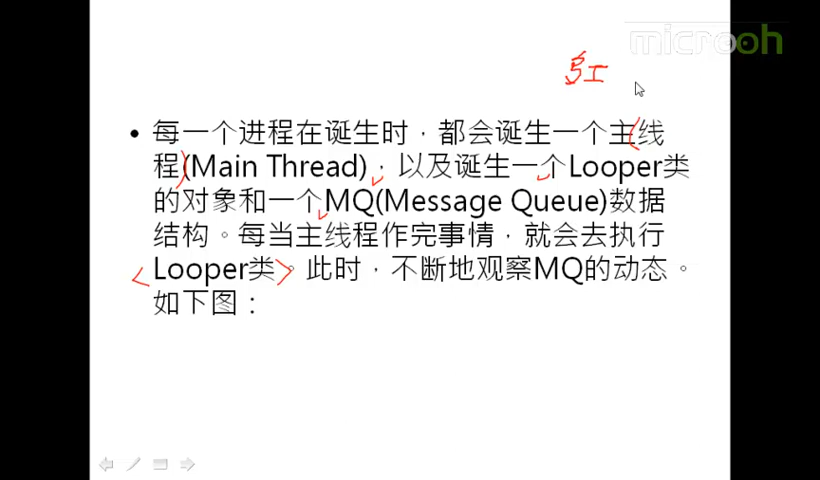 microoh
• 每一个进程在诞生时，都会诞生一个主线
程(Main Thread)，以及诞生一个Looper类
的对象和一个MQ(Message Queue)数据
结构。每当主线程作完事情，就会去执行
Looper类。此时，不断地观察MQ的动态。
如下图：